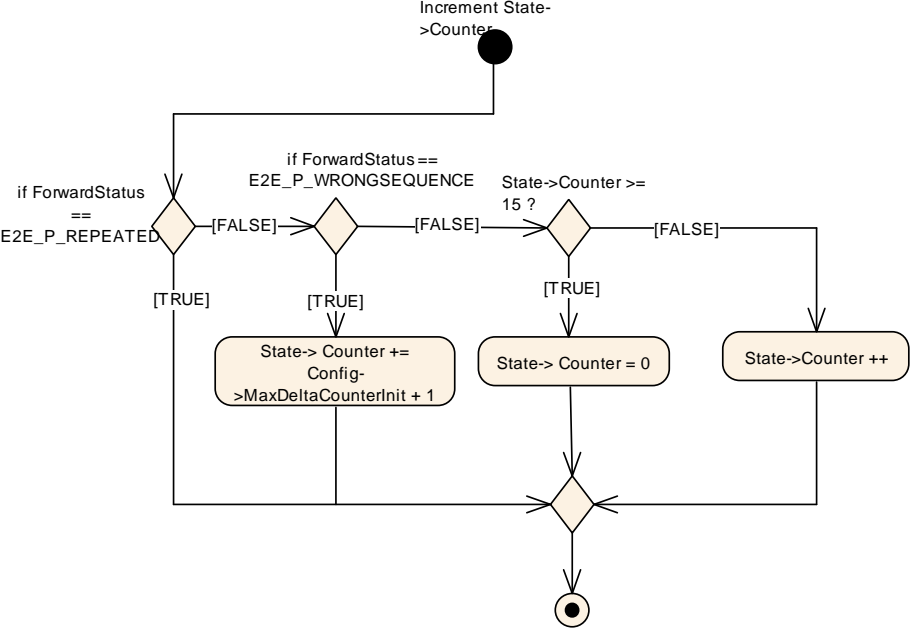 Increment State-
>Counter
if ForwardStatus ==
E2E_P_WRONGSEQUENCE
if ForwardStatus
==
E2E_P_REPEATED
State->Counter >=
15 ?
[FALSE]
[FALSE]
[FALSE]
[TRUE]
[TRUE]
[TRUE]
State-> Counter +=
Config-
>MaxDeltaCounterInit + 1
State-> Counter = 0
State->Counter ++